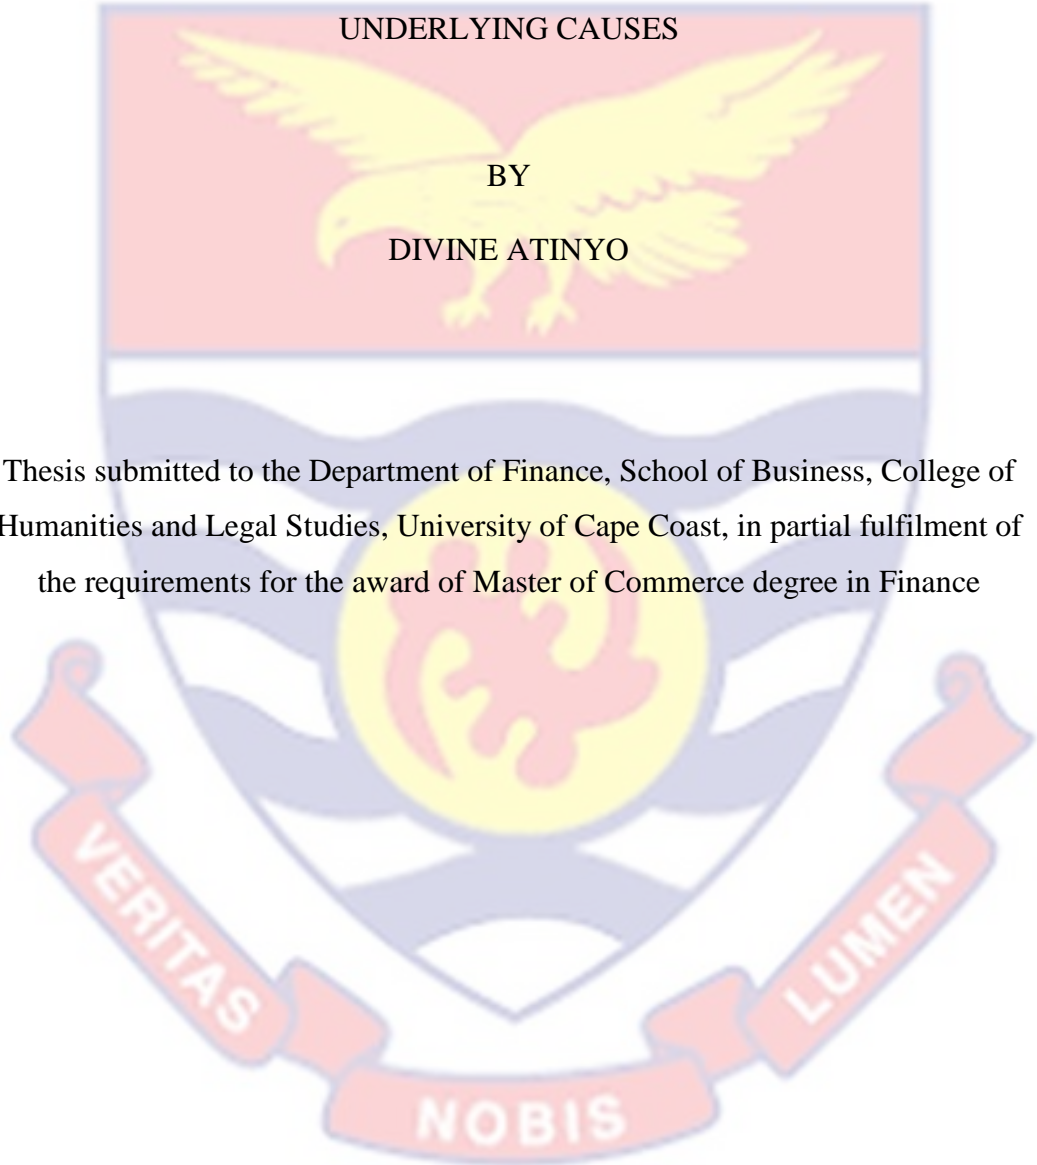 UNDERLYING CAUSES
BY
DIVINE ATINYO
Thesis submitted to the Department of Finance, School of Business, College of
Humanities and Legal Studies, University of Cape Coast, in partial fulfilment of
the requirements for the award of Master of Commerce degree in Finance
VERITAS
NOBIS
LUMEN